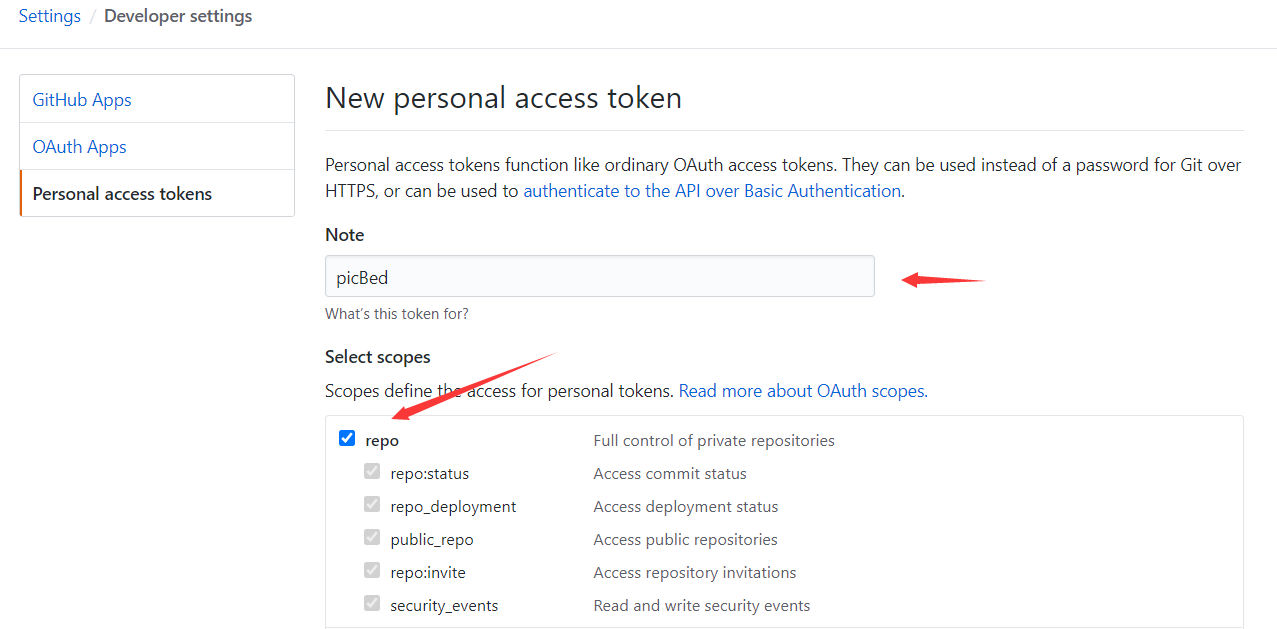 Settings / Developer settings
GitHub Apps
OAuth Apps
Personal access tokens
New personal access token
Personal access tokens function like ordinary OAuth access tokens. They can be used instead of a password for Git over
HTTPS, or can be used to authenticate to the API over Basic Authentication.
Note
picBed
What's this token for?
Select scopes
Scopes define the access for personal tokens. Read more about OAuth scopes.
repo Full control of private repositories
repo:status Access commit status
repo_deployment Access deployment status
public_repo Access public repositories
repo:invite Access repository invitations
security_events Read and write security events